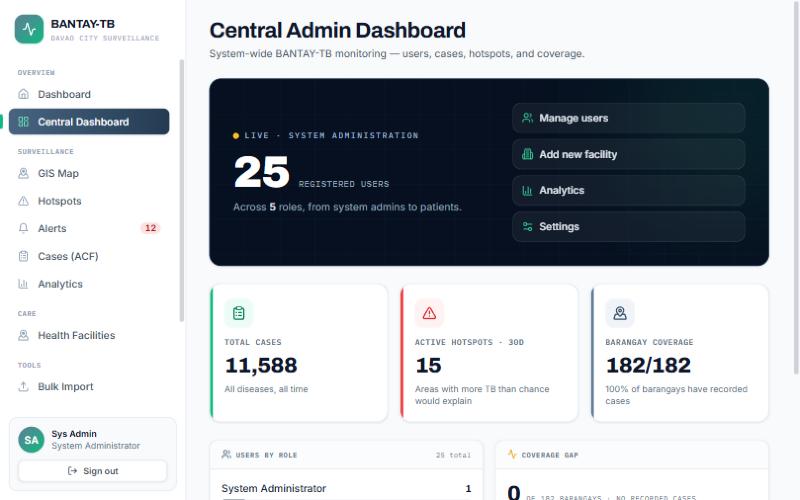 BANTAY-TB
DAVAO CITY SURVEILLANCE
OVERVIEW
Dashboard
Central Dashboard
SURVEILLANCE
GIS Map
Hotspots
Alerts 12
Cases (ACF)
Analytics
CARE
Health Facilities
TOOLS
Bulk Import
SA
Sys Admin
System Administrator
Sign out
Central Admin Dashboard
System-wide BANTAY-TB monitoring — users, cases, hotspots, and coverage.
LIVE · SYSTEM ADMINISTRATION
25 REGISTERED USERS
Across 5 roles, from system admins to patients.
Manage users
Add new facility
Analytics
Settings
TOTAL CASES
11,588
All diseases, all time
ACTIVE HOTSPOTS · 30D
15
Areas with more TB than chance
would explain
BARANGAY COVERAGE
182/182
100% of barangays have recorded
cases
USERS BY ROLE 25 total
System Administrator 1
COVERAGE GAP
0 OF 182 BARANGAYS · NO RECORDED CASES